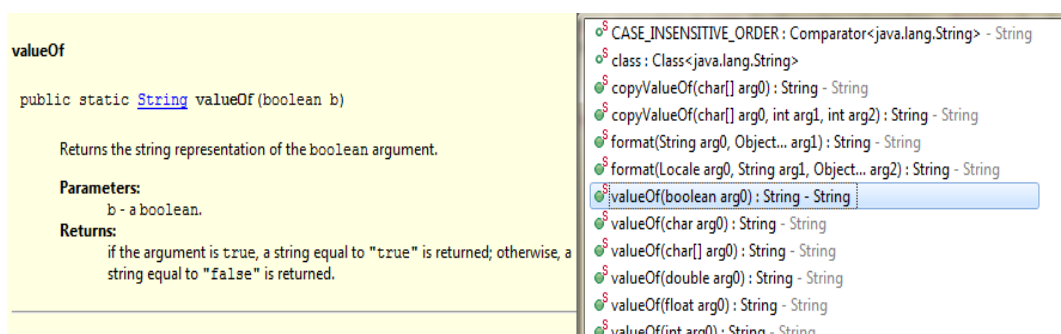 valueOf
public static String valueOf(boolean b)
Returns the string representation of the boolean argument.
Parameters:
b - a boolean.
Returns:
if the argument is true, a string equal to "true" is returned; otherwise, a
string equal to "false" is returned.
S CASE_INSENSITIVE_ORDER : Comparator<java.lang.String> - String
S class : Class<java.lang.String>
S copyValueOf(char[] arg0) : String - String
S copyValueOf(char[] arg0, int arg1, int arg2) : String - String
S format(String arg0, Object... arg1) : String - String
S format(Locale arg0, String arg1, Object... arg2) : String - String
S valueOf(boolean arg0) : String - String
S valueOf(char arg0) : String - String
S valueOf(char[] arg0) : String - String
S valueOf(double arg0) : String - String
S valueOf(float arg0) : String - String
S valueOf(int arg0) : String - String